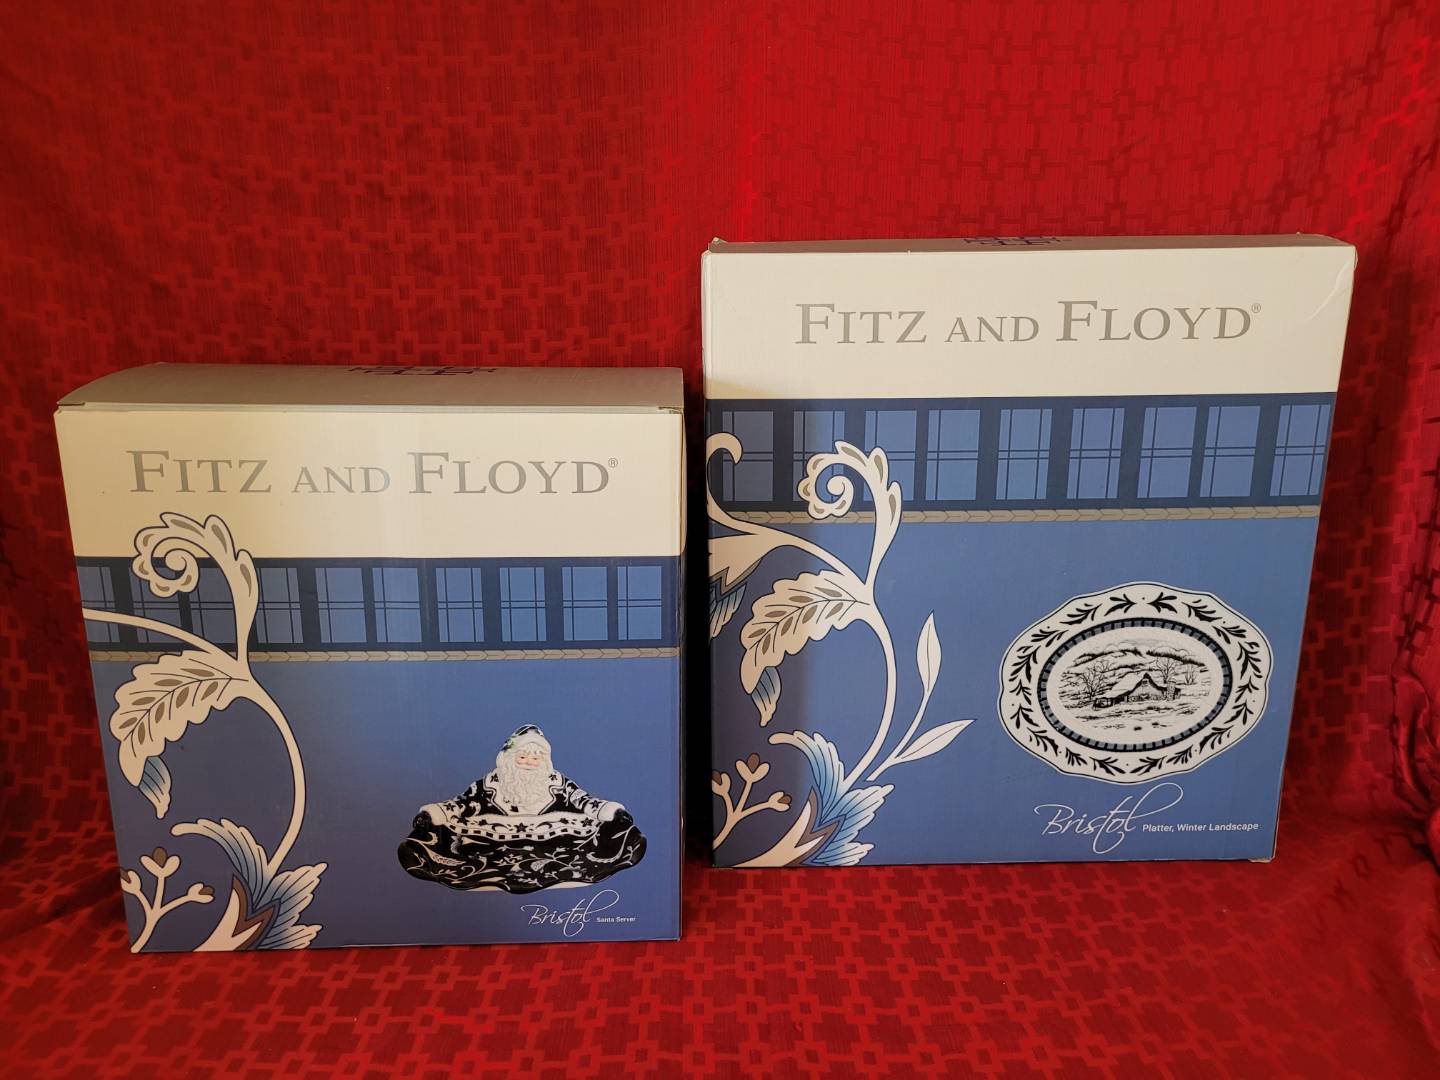 FITZ AND FLOYD®
Bristol Santa Server
FITZ AND FLOYD®
Bristol Platter, Winter Landscape